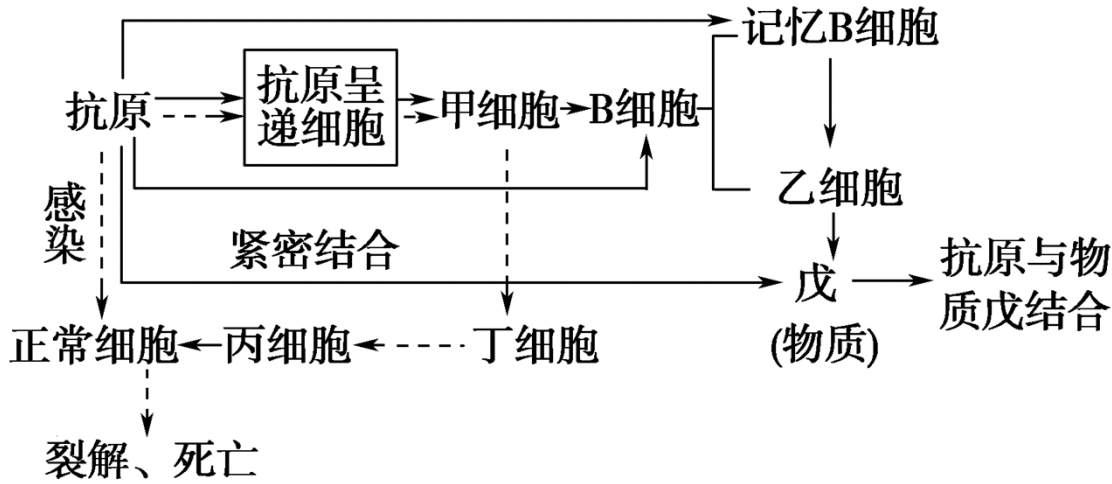 记忆B细胞
抗原
抗原呈
递细胞
甲细胞
B细胞
感染
乙细胞
紧密结合
戊
(物质)
抗原与物
质戊结合
正常细胞
丙细胞
丁细胞
裂解、死亡